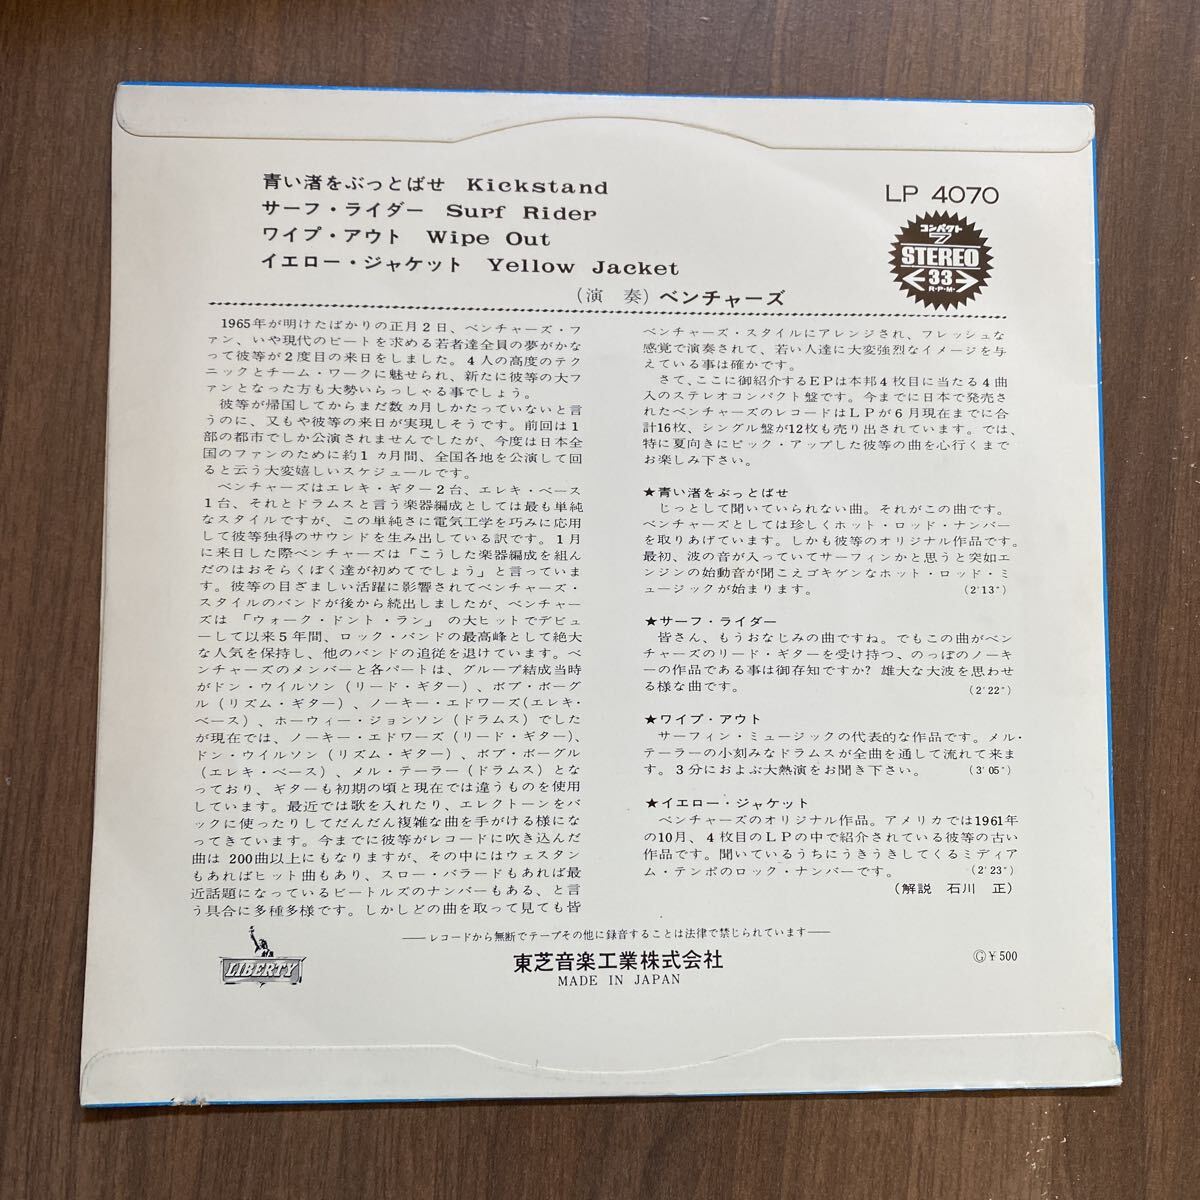 青い渚をぶっとばせ Kickstand
サーフ・ライダー Surf Rider
ワイプ・アウト Wipe Out
イエロー・ジャケット Yellow Jacket
(演 奏) ベンチャーズ
LP 4070
コンパクト
7
STEREO
33
R・P・M・
1965年が明けたばかりの正月2日、ベンチャーズ・フ
ァン、いや現代のビートを求める若者達全員の夢がかな
って彼等が2度目の来日をしました。4人の高度のテク
ニックとチーム・ワークに魅せられ、新たに彼等の大フ
ァンとなった方も大勢いらっしゃる事でしょう。
彼等が帰国してからまだ数ヵ月しかたっていないと言
うのに、又もや彼等の来日が実現しそうです。前回は1
部の都市でしか公演されませんでしたが、今度は日本全
国のファンのために約1ヵ月間、全国各地を公演して回
ると云う大変嬉しいスケジュールです。
ベンチャーズはエレキ・ギター2台、エレキ・ベース
1台、それとドラムスと言う楽器編成としては最も単純
なスタイルですが、この単純さに電気工学を巧みに応用
して彼等独得のサウンドを生み出している訳です。1月
に来日した際ベンチャーズは「こうした楽器編成を組ん
だのはおそらくぼく達が初めてでしょう」と言っていま
す。彼等の目ざましい活躍に影響されてベンチャーズ・
スタイルのバンドが後から続出しましたが、ベンチャー
ズは「ウォーク・ドント・ラン」の大ヒットでデビュ
ーして以来5年間、ロック・バンドの最高峰として絶大
な人気を保持し、他のバンドの追従を退けています。ベ
ンチャーズのメンバーと各パートは、グループ結成当時
がドン・ウイルソン(リード・ギター)、ボブ・ボーグ
ル(リズム・ギター)、ノーキー・エドワーズ(エレキ・
ベース)、ホーウィー・ジョンソン(ドラムス)でした
が現在では、ノーキー・エドワーズ(リード・ギター)、
ドン・ウイルソン(リズム・ギター)、ボブ・ボーグル
(エレキ・ベース)、メル・テーラー(ドラムス)とな
っており、ギターも初期の頃と現在では違うものを使用
しています。最近では歌を入れたり、エレクトーンをバ
ックに使ったりしてだんだん複雑な曲を手がける様にな
ってきています。今までに彼等がレコードに吹き込んだ
曲は 200曲以上にもなりますが、その中にはウェスタン
もあればヒット曲もあり、スロー・バラードもあれば最
近話題になっているビートルズのナンバーもある、と言
う具合に多種多様です。しかしどの曲を取って見ても皆
ベンチャーズ・スタイルにアレンジされ、フレッシュな
感覚で演奏されて、若い人達に大変強烈なイメージを与
えている事は確かです。
さて、ここに御紹介するEPは本邦4枚目に当たる4曲
入のステレオコンパクト盤です。今までに日本で発売さ
れたベンチャーズのレコードはLPが6月現在までに合
計16枚、シングル盤が12枚も売り出されています。では、
特に夏向きにピック・アップした彼等の曲を心行くまで
お楽しみ下さい。
★青い渚をぶっとばせ
じっとして聞いていられない曲。それがこの曲です。
ベンチャーズとしては珍しくホット・ロッド・ナンバー
を取りあげています。しかも彼等のオリジナル作品です。
最初、波の音が入っていてサーフィンかと思うと突如エ
ンジンの始動音が聞こえゴキゲンなホット・ロッド・ミ
ュージックが始まります。 (2′13″)
★サーフ・ライダー
皆さん、もうおなじみの曲ですね。でもこの曲がベン
チャーズのリード・ギターを受け持つ、のっぽのノーキ
ーの作品である事は御存知ですか? 雄大な大波を思わせ
る様な曲です。 (2′22″)
★ワイプ・アウト
サーフィン・ミュージックの代表的な作品です。メル・
テーラーの小刻みなドラムスが全曲を通して流れて来ま
す。3分におよぶ大熱演をお聞き下さい。 (3′05″)
★イエロー・ジャケット
ベンチャーズのオリジナル作品。アメリカでは1961年
の10月、4枚目のLPの中で紹介されている彼等の古い
作品です。聞いているうちにうきうきしてくるミディア
ム・テンポのロック・ナンバーです。 (2′23″)
(解説 石川 正)
——レコードから無断でテープその他に録音することは法律で禁じられています——
LIBERTY
東芝音楽工業株式会社
MADE IN JAPAN
Ⓖ¥500